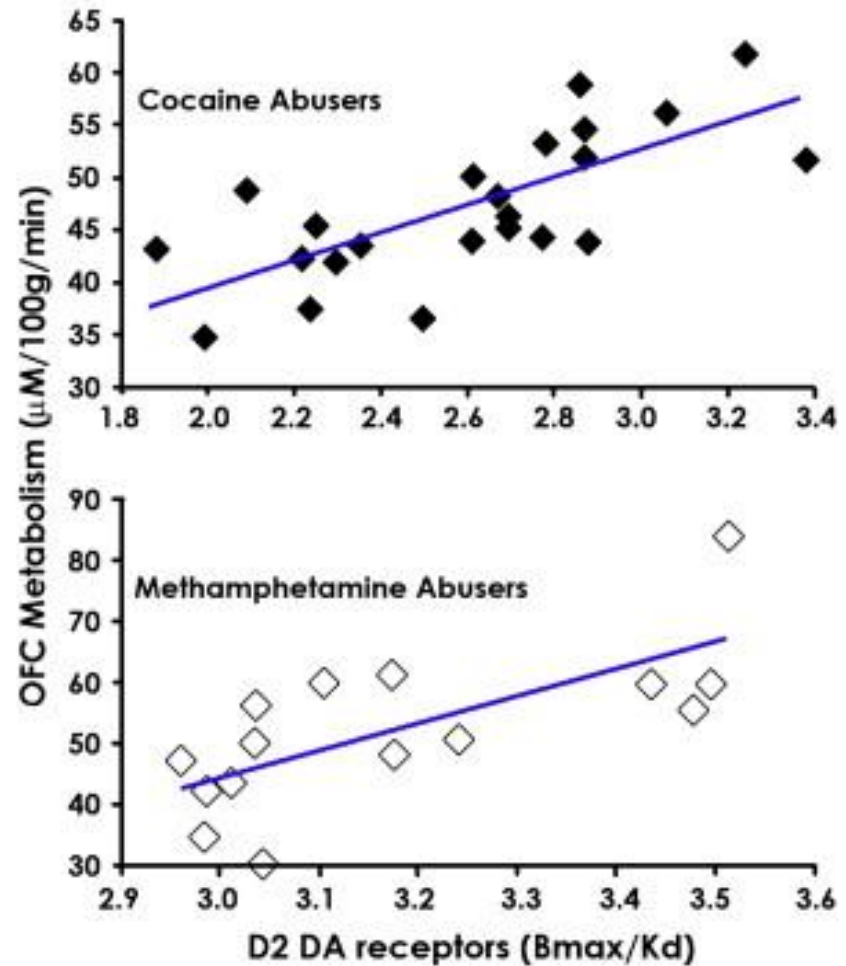 65
60
Cocaine Abusers
55
50
45
40
35
30
1.8 2.0 2.2 2.4 2.6 2.8 3.0 3.2 3.4
OFC Metabolism (μM/100g/min)
90
80
Methamphetamine Abusers
70
60
50
40
30
2.9 3.0 3.1 3.2 3.3 3.4 3.5 3.6
D2 DA receptors (Bmax/Kd)